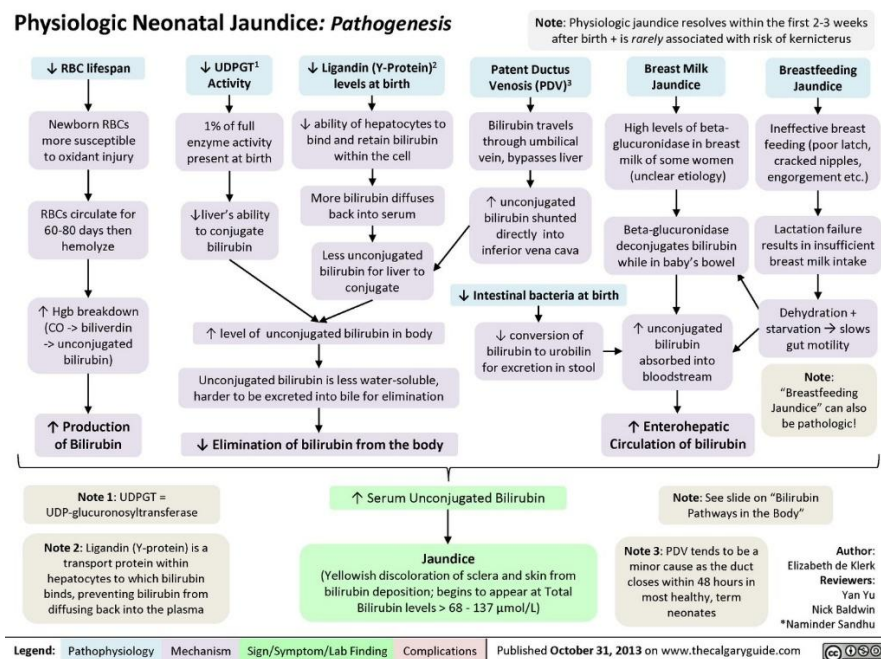 Physiologic Neonatal Jaundice: Pathogenesis
Note: Physiologic jaundice resolves within the first 2-3 weeks
after birth + is rarely associated with risk of kernicterus
↓ RBC lifespan
Newborn RBCs
more susceptible
to oxidant injury
RBCs circulate for
60-80 days then
hemolyze
↑ Hgb breakdown
(CO -> biliverdin
-> unconjugated
bilirubin)
↑ Production
of Bilirubin
↓ UDPGT¹
Activity
1% of full
enzyme activity
present at birth
↓liver's ability
to conjugate
bilirubin
↓ Ligandin (Y-Protein)²
levels at birth
↓ ability of hepatocytes to
bind and retain bilirubin
within the cell
More bilirubin diffuses
back into serum
Less unconjugated
bilirubin for liver to
conjugate
↑ level of unconjugated bilirubin in body
Unconjugated bilirubin is less water-soluble,
harder to be excreted into bile for elimination
↓ Elimination of bilirubin from the body
Patent Ductus
Venosis (PDV)³
Bilirubin travels
through umbilical
vein, bypasses liver
↑ unconjugated
bilirubin shunted
directly into
inferior vena cava
↓ Intestinal bacteria at birth
↓ conversion of
bilirubin to urobilin
for excretion in stool
Breast Milk
Jaundice
High levels of beta-
glucuronidase in breast
milk of some women
(unclear etiology)
Beta-glucuronidase
deconjugates bilirubin
while in baby's bowel
↑ unconjugated
bilirubin
absorbed into
bloodstream
↑ Enterohepatic
Circulation of bilirubin
Breastfeeding
Jaundice
Ineffective breast
feeding (poor latch,
cracked nipples,
engorgement etc.)
Lactation failure
results in insufficient
breast milk intake
Dehydration +
starvation → slows
gut motility
Note:
"Breastfeeding
Jaundice" can also
be pathologic!
Note 1: UDPGT =
UDP-glucuronosyltransferase
Note 2: Ligandin (Y-protein) is a
transport protein within
hepatocytes to which bilirubin
binds, preventing bilirubin from
diffusing back into the plasma
↑ Serum Unconjugated Bilirubin
Jaundice
(Yellowish discoloration of sclera and skin from
bilirubin deposition; begins to appear at Total
Bilirubin levels > 68 - 137 μmol/L)
Note: See slide on "Bilirubin
Pathways in the Body"
Note 3: PDV tends to be a
minor cause as the duct
closes within 48 hours in
most healthy, term
neonates
Author:
Elizabeth de Klerk
Reviewers:
Yan Yu
Nick Baldwin
*Naminder Sandhu
Legend: Pathophysiology Mechanism Sign/Symptom/Lab Finding Complications Published October 31, 2013 on www.thecalgaryguide.com cc